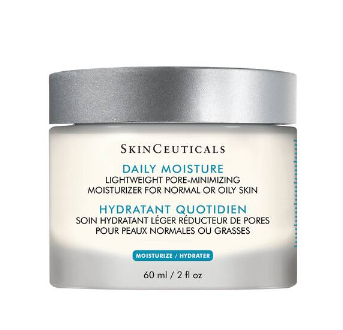 SKINCEUTICALS
DAILY MOISTURE
LIGHTWEIGHT PORE-MINIMIZING
MOISTURIZER FOR NORMAL OR OILY SKIN
HYDRATANT QUOTIDIEN
SOIN HYDRATANT LÉGER RÉDUCTEUR DE PORES
POUR PEAUX NORMALES OU GRASSES
MOISTURIZE / HYDRATER
60 ml / 2 fl oz